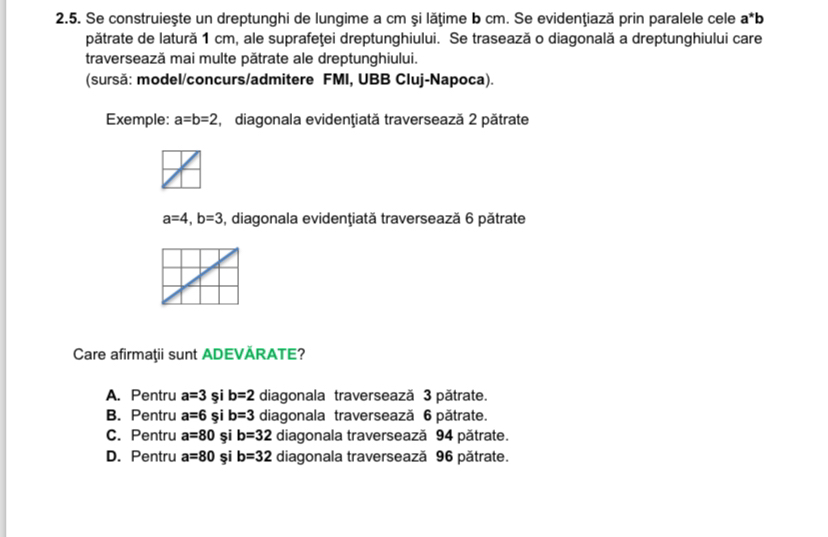 2.5. Se construieşte un dreptunghi de lungime a cm şi lăţime b cm. Se evidenţiază prin paralele cele a*b
pătrate de latură 1 cm, ale suprafeţei dreptunghiului. Se trasează o diagonală a dreptunghiului care
traversează mai multe pătrate ale dreptunghiului.
(sursă: model/concurs/admitere FMI, UBB Cluj-Napoca).
Exemple: a=b=2, diagonala evidenţiată traversează 2 pătrate
a=4, b=3, diagonala evidenţiată traversează 6 pătrate
Care afirmaţii sunt ADEVĂRATE?
A. Pentru a=3 şi b=2 diagonala traversează 3 pătrate.
B. Pentru a=6 şi b=3 diagonala traversează 6 pătrate.
C. Pentru a=80 şi b=32 diagonala traversează 94 pătrate.
D. Pentru a=80 şi b=32 diagonala traversează 96 pătrate.